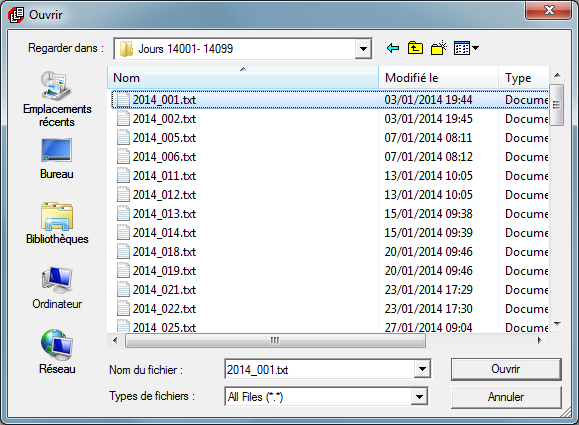 Ouvrir
Regarder dans : Jours 14001- 14099
Nom Modifié le Type
2014_001.txt 03/01/2014 19:44 Docume
2014_002.txt 03/01/2014 19:45 Docume
2014_005.txt 07/01/2014 08:11 Docume
2014_006.txt 07/01/2014 08:12 Docume
2014_011.txt 13/01/2014 10:05 Docume
2014_012.txt 13/01/2014 10:05 Docume
2014_013.txt 15/01/2014 09:38 Docume
2014_014.txt 15/01/2014 09:39 Docume
2014_018.txt 20/01/2014 09:46 Docume
2014_019.txt 20/01/2014 09:46 Docume
2014_021.txt 23/01/2014 17:29 Docume
2014_022.txt 23/01/2014 17:30 Docume
2014_025.txt 27/01/2014 09:04 Docume
Emplacements
récents
Bureau
Bibliothèques
Ordinateur
Réseau
Nom du fichier : 2014_001.txt Ouvrir
Types de fichiers : All Files (*.*) Annuler